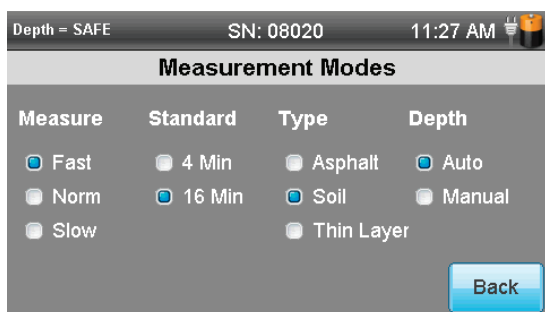 Depth = SAFE SN: 08020 11:27 AM
Measurement Modes
Measure Standard Type Depth
Fast 4 Min Asphalt Auto
Norm 16 Min Soil Manual
Slow Thin Layer
Back